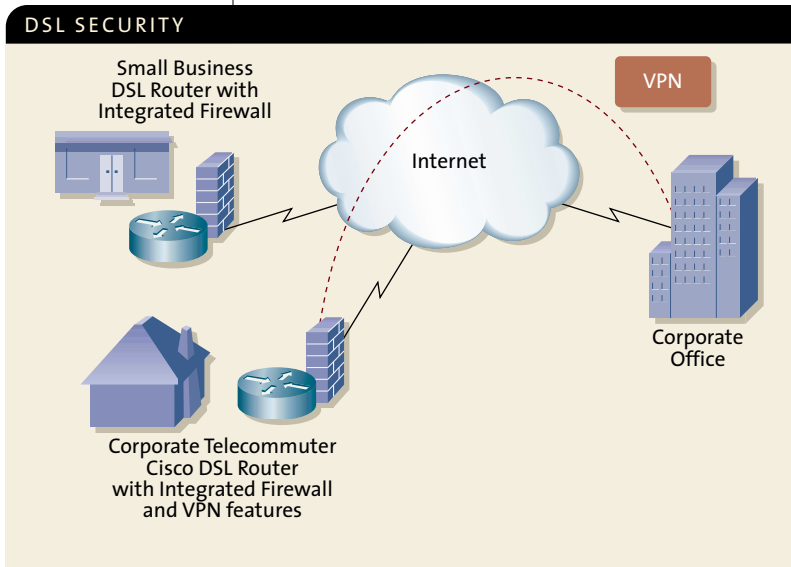 DSL SECURITY
Small Business
DSL Router with
Integrated Firewall
VPN
Internet
Corporate
Office
Corporate Telecommuter
Cisco DSL Router
with Integrated Firewall
and VPN features